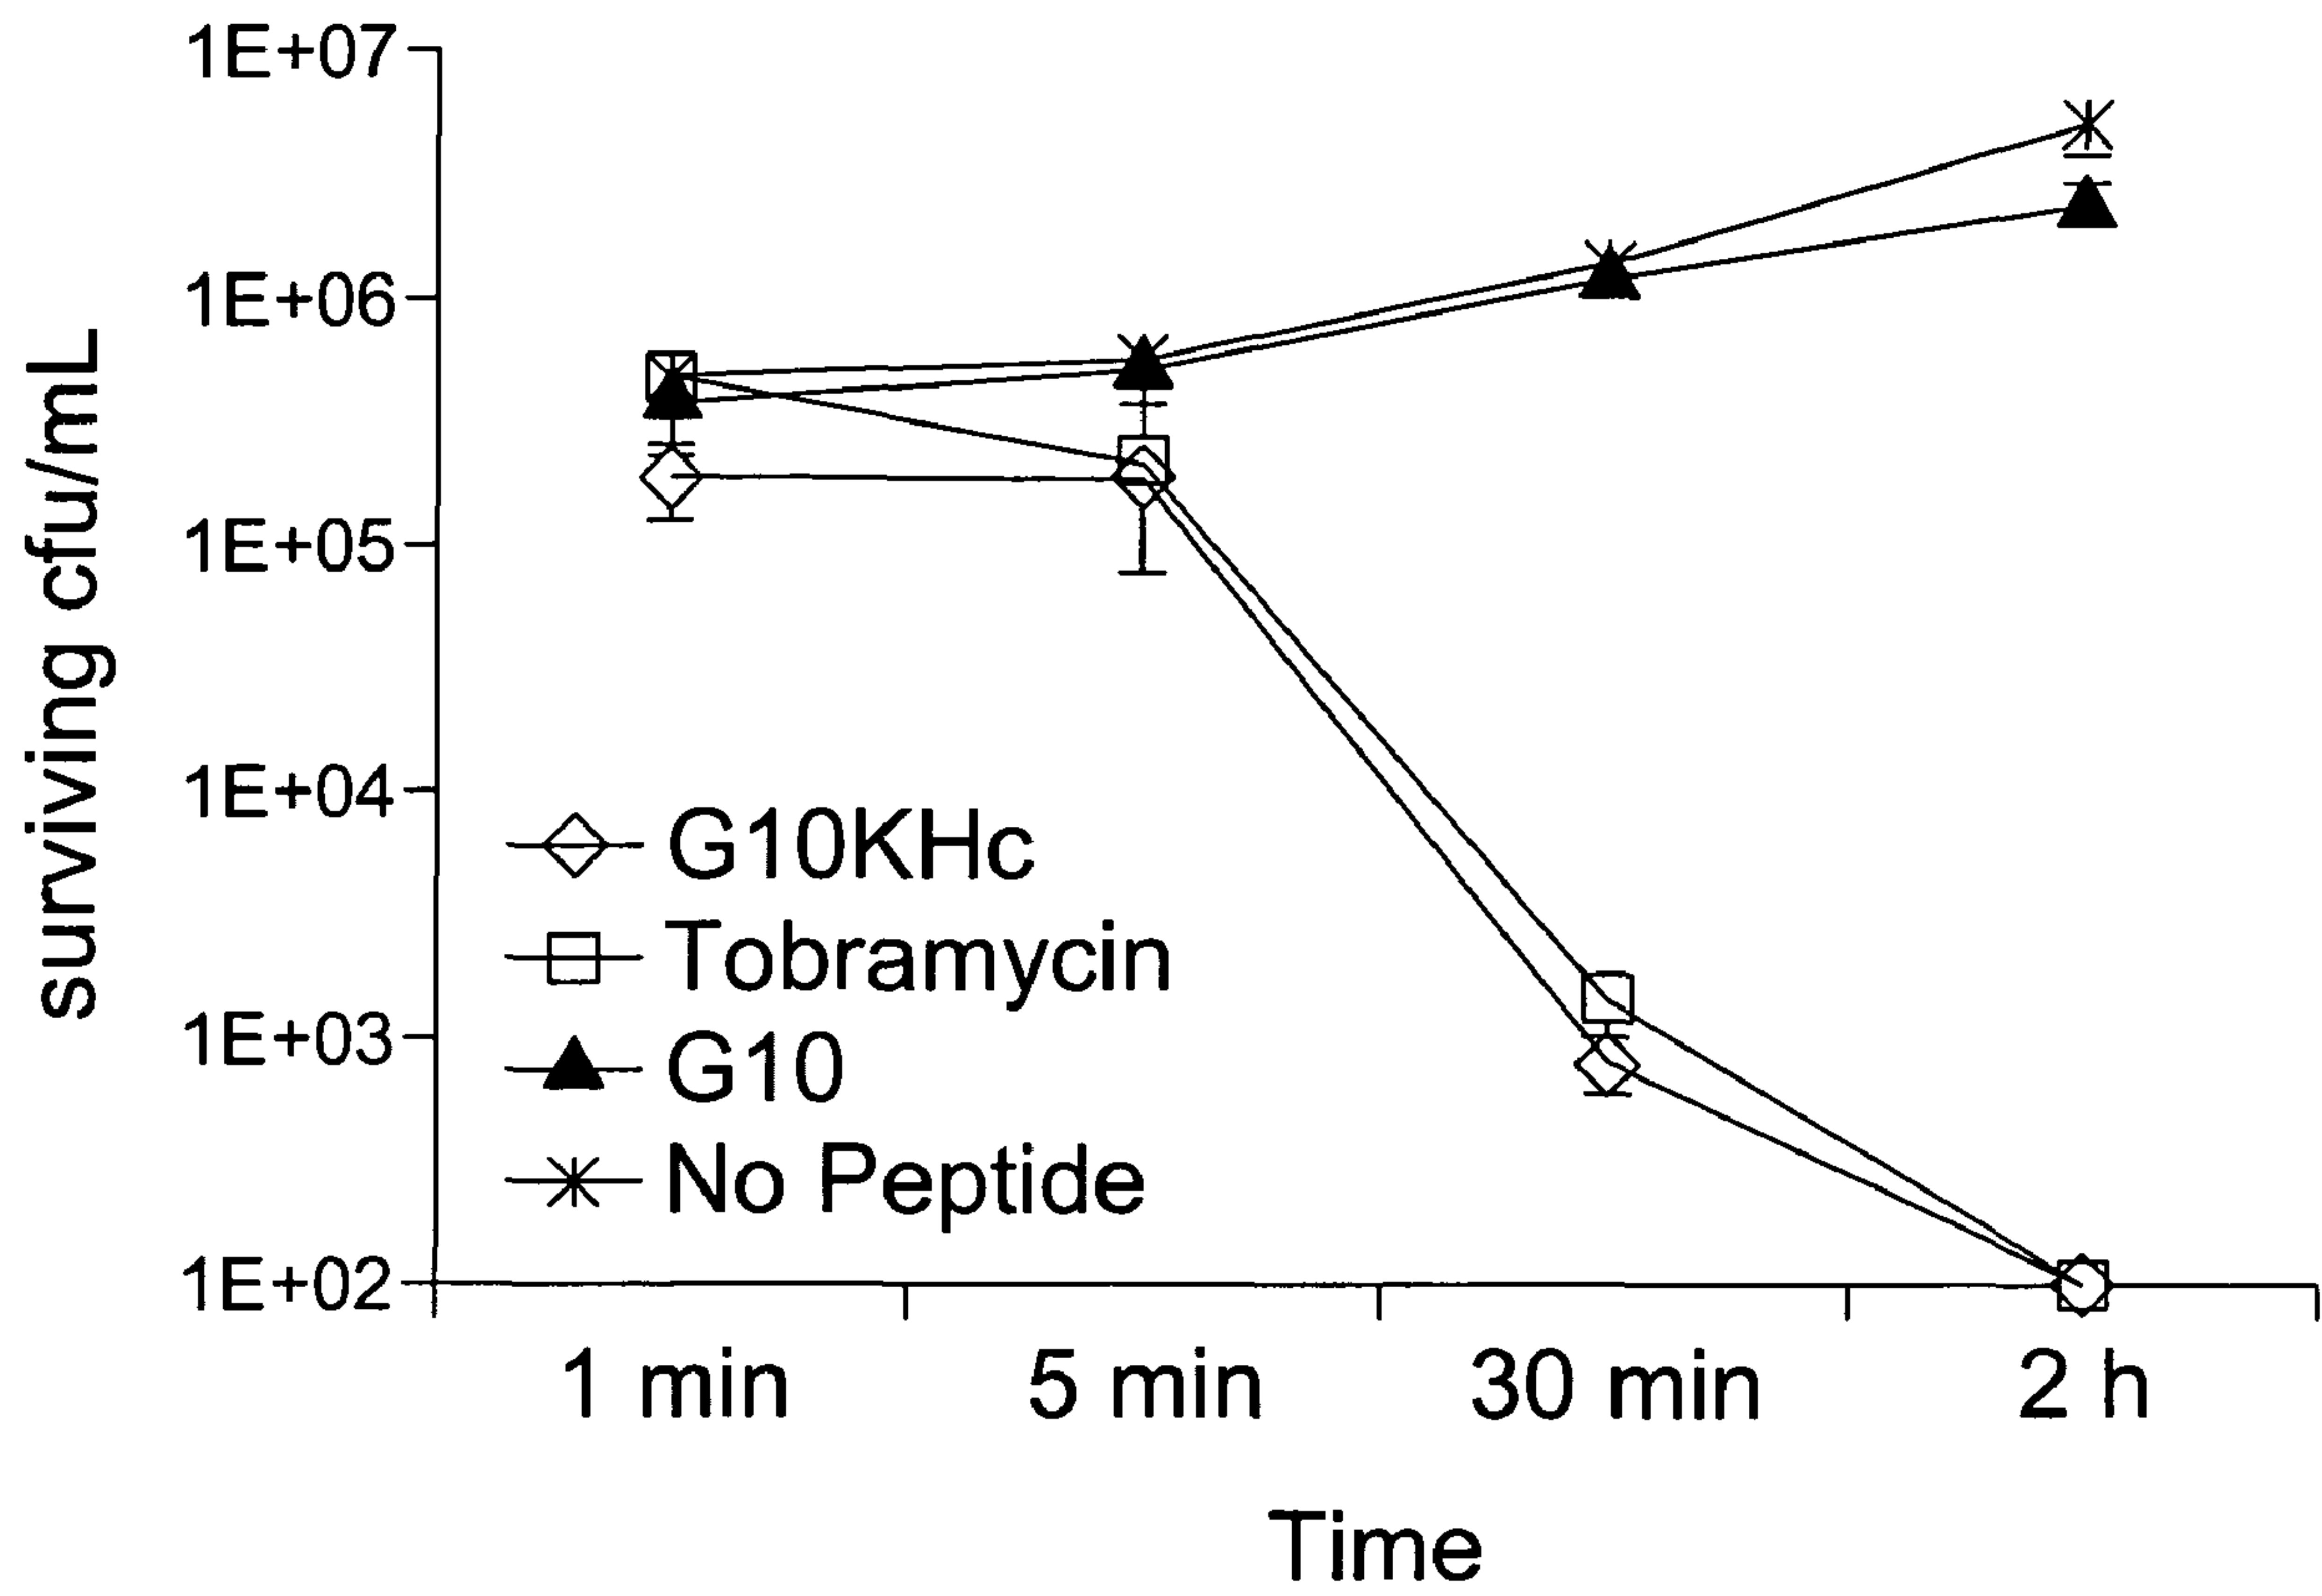 1E+07
1E+06
1E+05
1E+04
1E+03
1E+02
surviving cfu/mL
G10KHc
Tobramycin
G10
No Peptide
1 min
5 min
30 min
2 h
Time